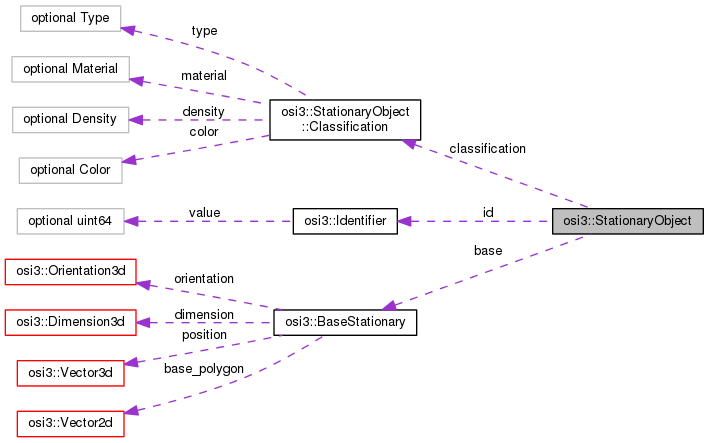 optional Type
type
optional Material
material
optional Density
density
osi3::StationaryObject
::Classification
color
optional Color
classification
optional uint64
value
osi3::Identifier
id
osi3::StationaryObject
base
osi3::Orientation3d
orientation
osi3::Dimension3d
dimension
osi3::BaseStationary
position
osi3::Vector3d
base_polygon
osi3::Vector2d